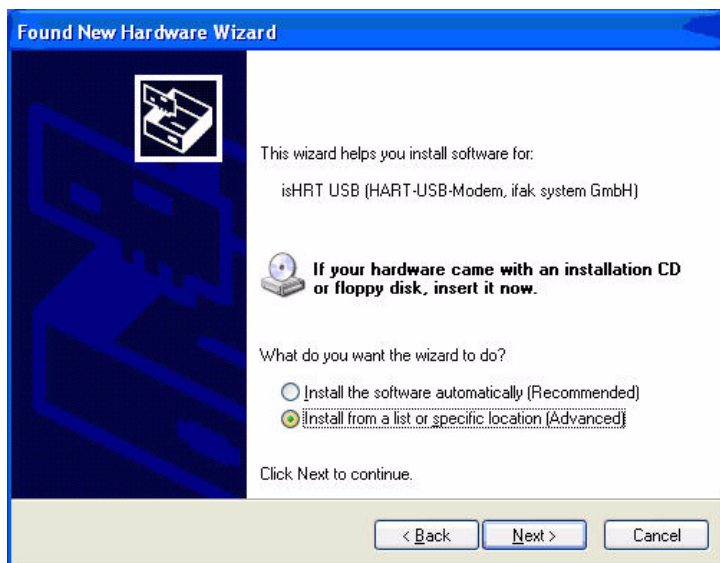 Found New Hardware Wizard
This wizard helps you install software for:
isHRT USB (HART-USB-Modem, ifak system GmbH)
If your hardware came with an installation CD
or floppy disk, insert it now.
What do you want the wizard to do?
Install the software automatically (Recommended)
Install from a list or specific location (Advanced)
Click Next to continue.
< Back Next > Cancel